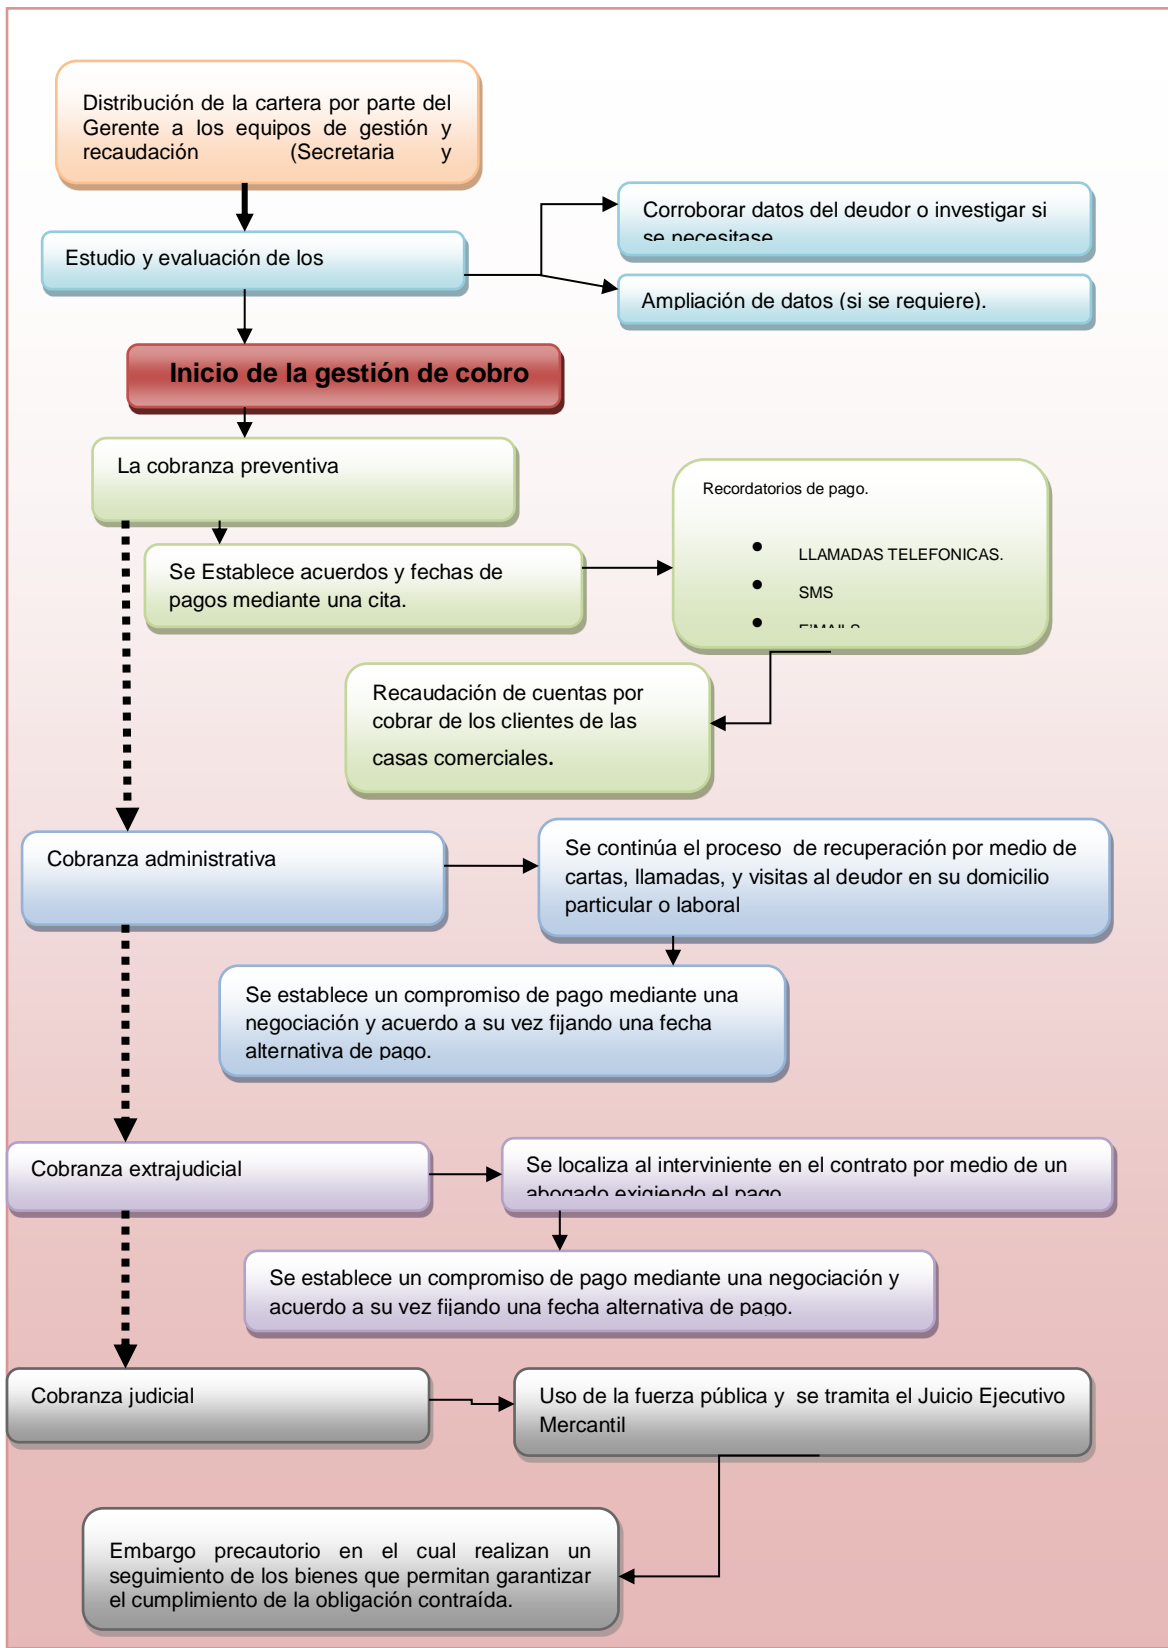 Distribución de la cartera por parte del
Gerente a los equipos de gestión y
recaudación (Secretaria y
Corroborar datos del deudor o investigar si
se necesitase
Estudio y evaluación de los
Ampliación de datos (si se requiere).
Inicio de la gestión de cobro
La cobranza preventiva
Recordatorios de pago.
• LLAMADAS TELEFONICAS.
• SMS
Se Establece acuerdos y fechas de
pagos mediante una cita.
Recaudación de cuentas por
cobrar de los clientes de las
casas comerciales.
Cobranza administrativa
Se continúa el proceso de recuperación por medio de
cartas, llamadas, y visitas al deudor en su domicilio
particular o laboral
Se establece un compromiso de pago mediante una
negociación y acuerdo a su vez fijando una fecha
alternativa de pago.
Cobranza extrajudicial
Se localiza al interviniente en el contrato por medio de un
abogado exigiendo el pago
Se establece un compromiso de pago mediante una negociación y
acuerdo a su vez fijando una fecha alternativa de pago.
Cobranza judicial
Uso de la fuerza pública y se tramita el Juicio Ejecutivo
Mercantil
Embargo precautorio en el cual realizan un
seguimiento de los bienes que permitan garantizar
el cumplimiento de la obligación contraída.